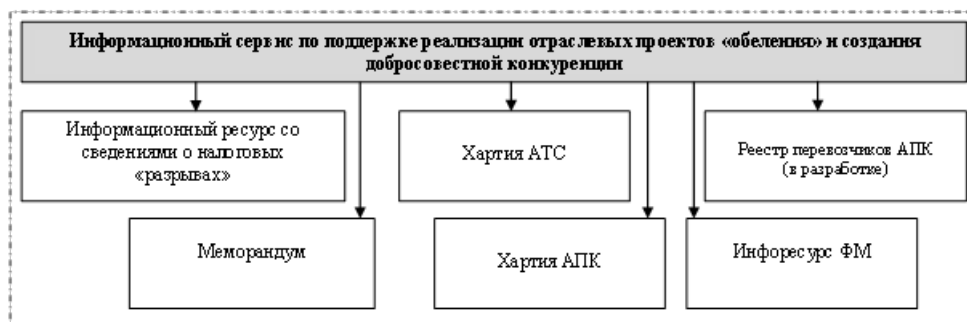 Информационный сервис по поддержке реализации отраслевых проектов «обеления» и создания
добросовестной конкуренции
Информационный ресурс со
сведениями о налоговых
«разрывах»
Хартия АТС
Реестр перевозчиков АПК
(в разработке)
Меморандум
Хартия АПК
Инфоресурс ФМ